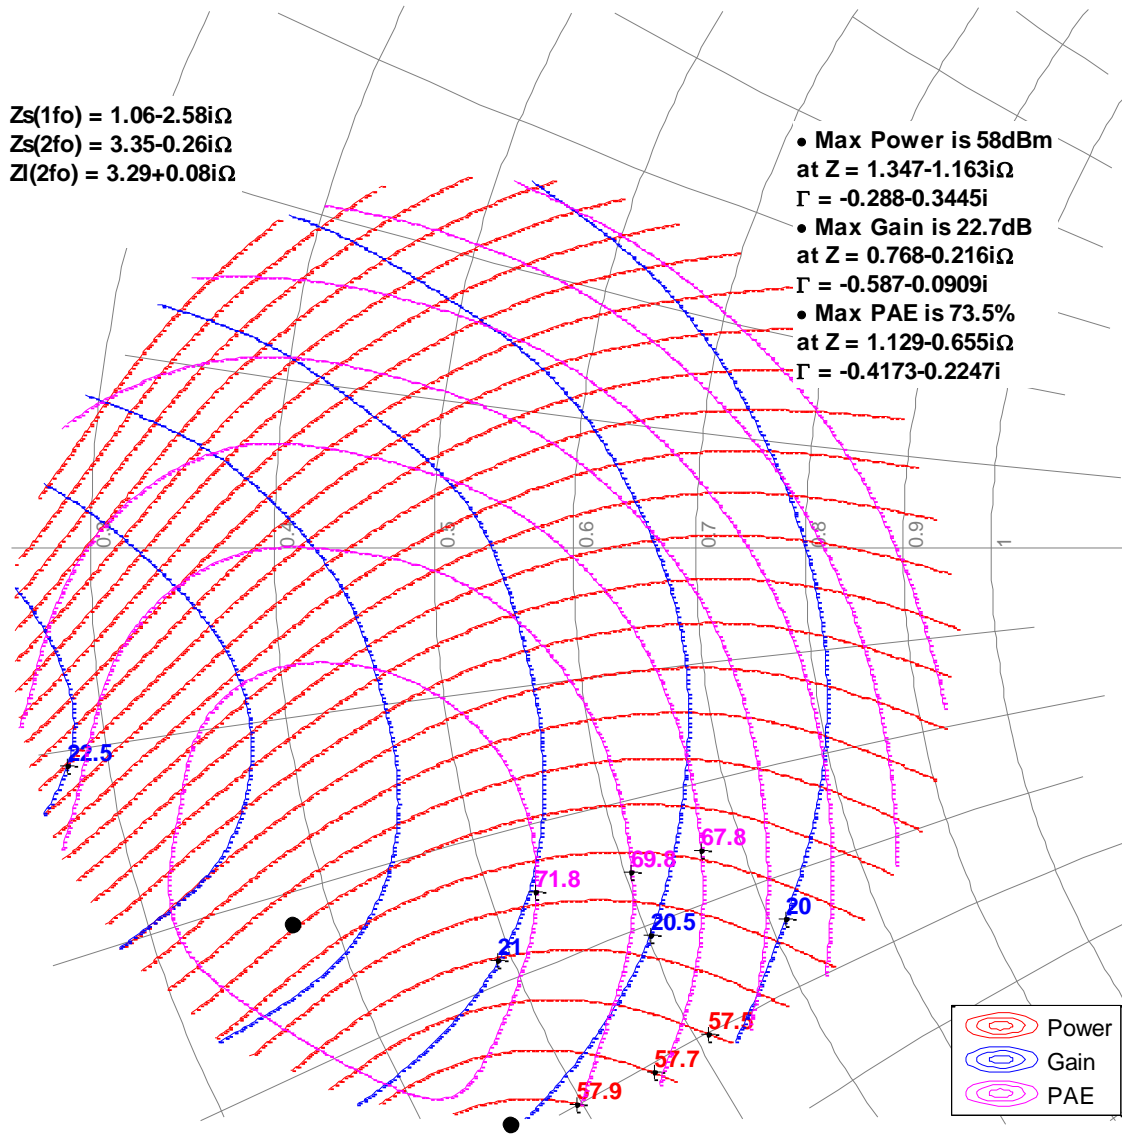 Zs(1fo) = 1.06-2.58iΩ
Zs(2fo) = 3.35-0.26iΩ
Zl(2fo) = 3.29+0.08iΩ
• Max Power is 58dBm
at Z = 1.347-1.163iΩ
Γ = -0.288-0.3445i
• Max Gain is 22.7dB
at Z = 0.768-0.216iΩ
Γ = -0.587-0.0909i
• Max PAE is 73.5%
at Z = 1.129-0.655iΩ
Γ = -0.4173-0.2247i
0.3 0.4 0.5 0.6 0.7 0.8 0.9 1
22.5
67.8
69.8
71.8
20
20.5
21
57.5
57.7
57.9
Power
Gain
PAE